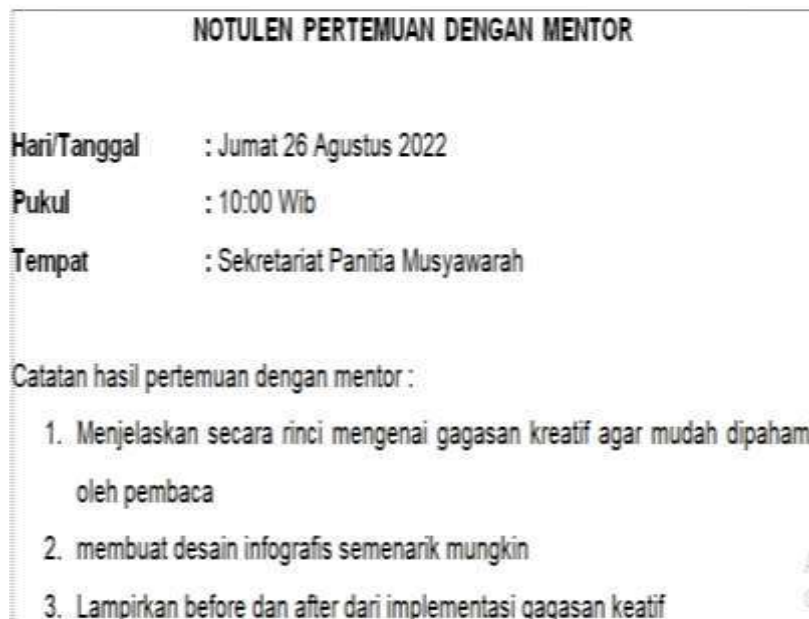 NOTULEN PERTEMUAN DENGAN MENTOR
Hari/Tanggal : Jumat 26 Agustus 2022
Pukul : 10:00 Wib
Tempat : Sekretariat Panitia Musyawarah
Catatan hasil pertemuan dengan mentor :
1. Menjelaskan secara rinci mengenai gagasan kreatif agar mudah dipaham
oleh pembaca
2. membuat desain infografis semenarik mungkin
3. Lampirkan before dan after dari implementasi gagasan keatif